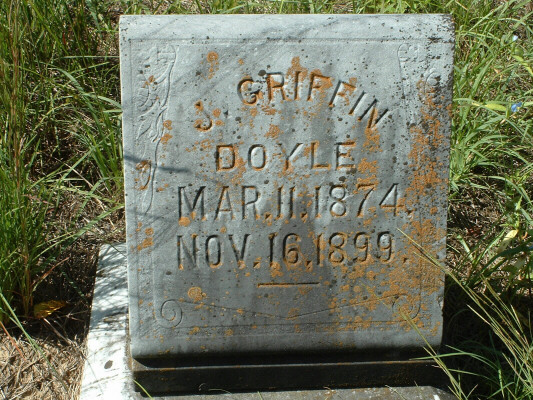 J. GRIFFIN
DOYLE
MAR. 11. 1874.
NOV. 16. 1899.